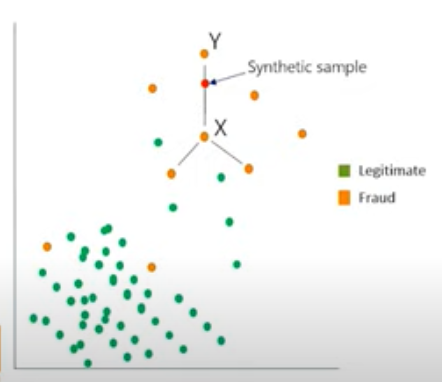 Y
Synthetic sample
X
Legitimate
Fraud